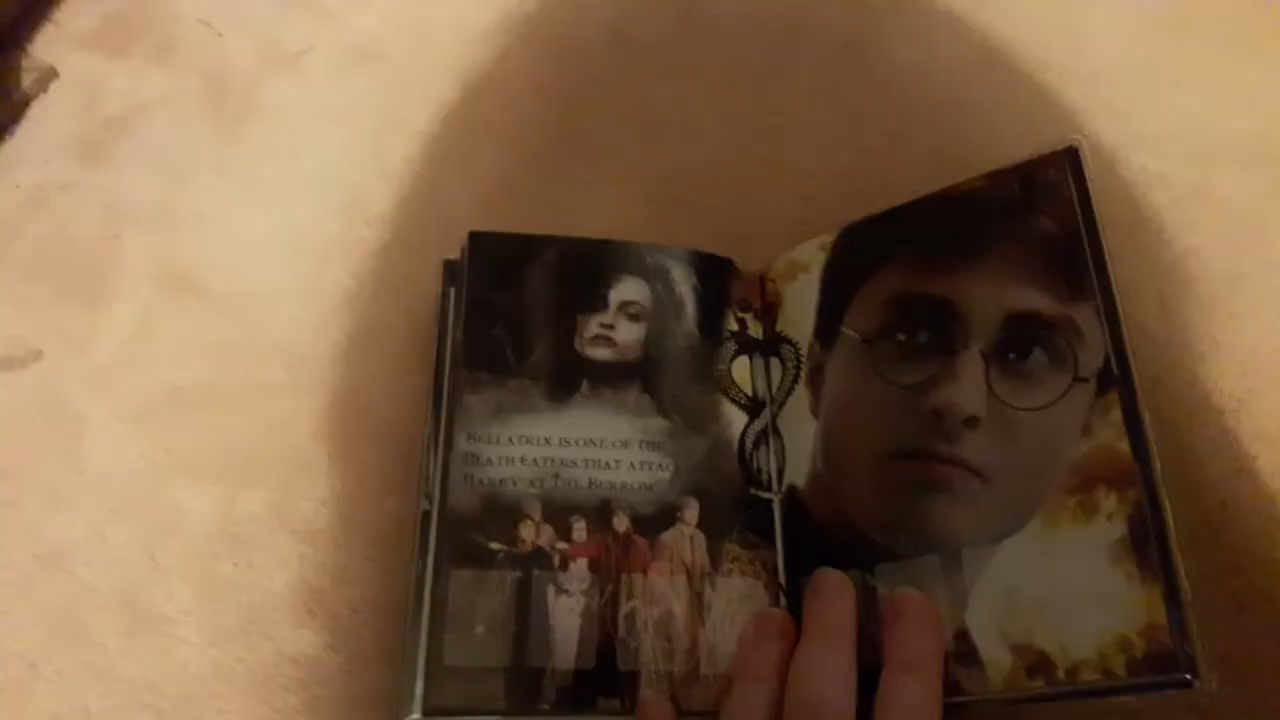 BELLATRIX IS ONE OF THE
DEATH EATERS THAT ATTAC
HARRY AT THE BURROW